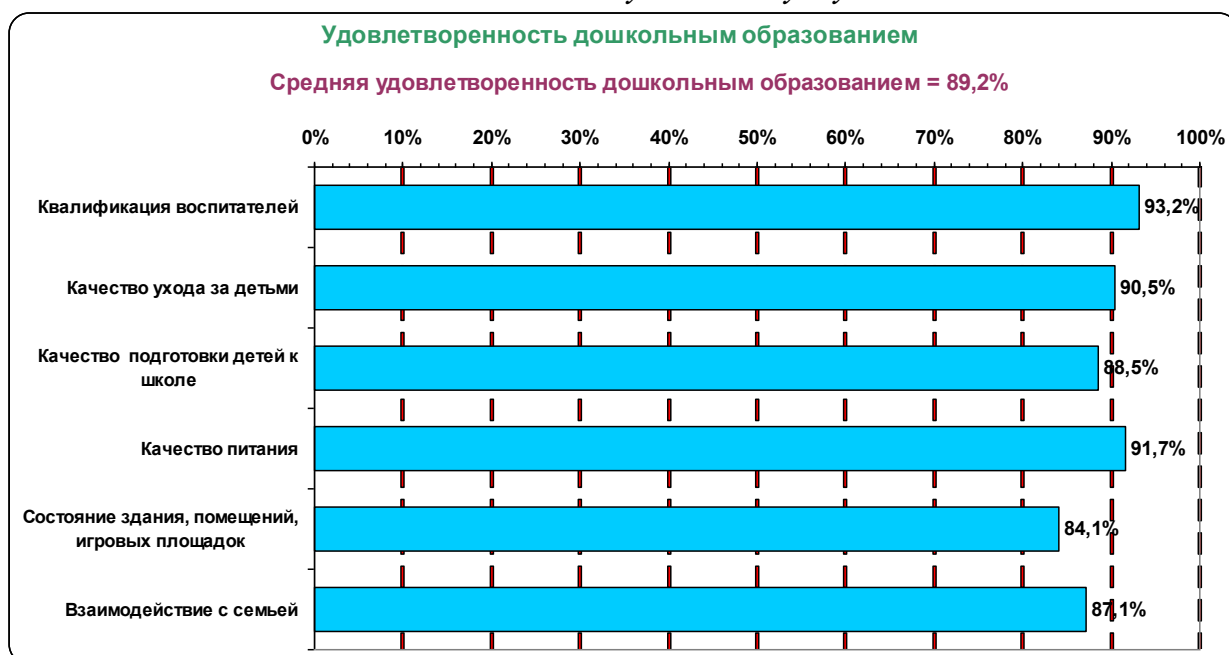 Удовлетворенность дошкольным образованием
Средняя удовлетворенность дошкольным образованием = 89,2%
0% 10% 20% 30% 40% 50% 60% 70% 80% 90% 100%
Квалификация воспитателей 93,2%
Качество ухода за детьми 90,5%
Качество подготовки детей к
школе 88,5%
Качество питания 91,7%
Состояние здания, помещений,
игровых площадок 84,1%
Взаимодействие с семьей 87,1%